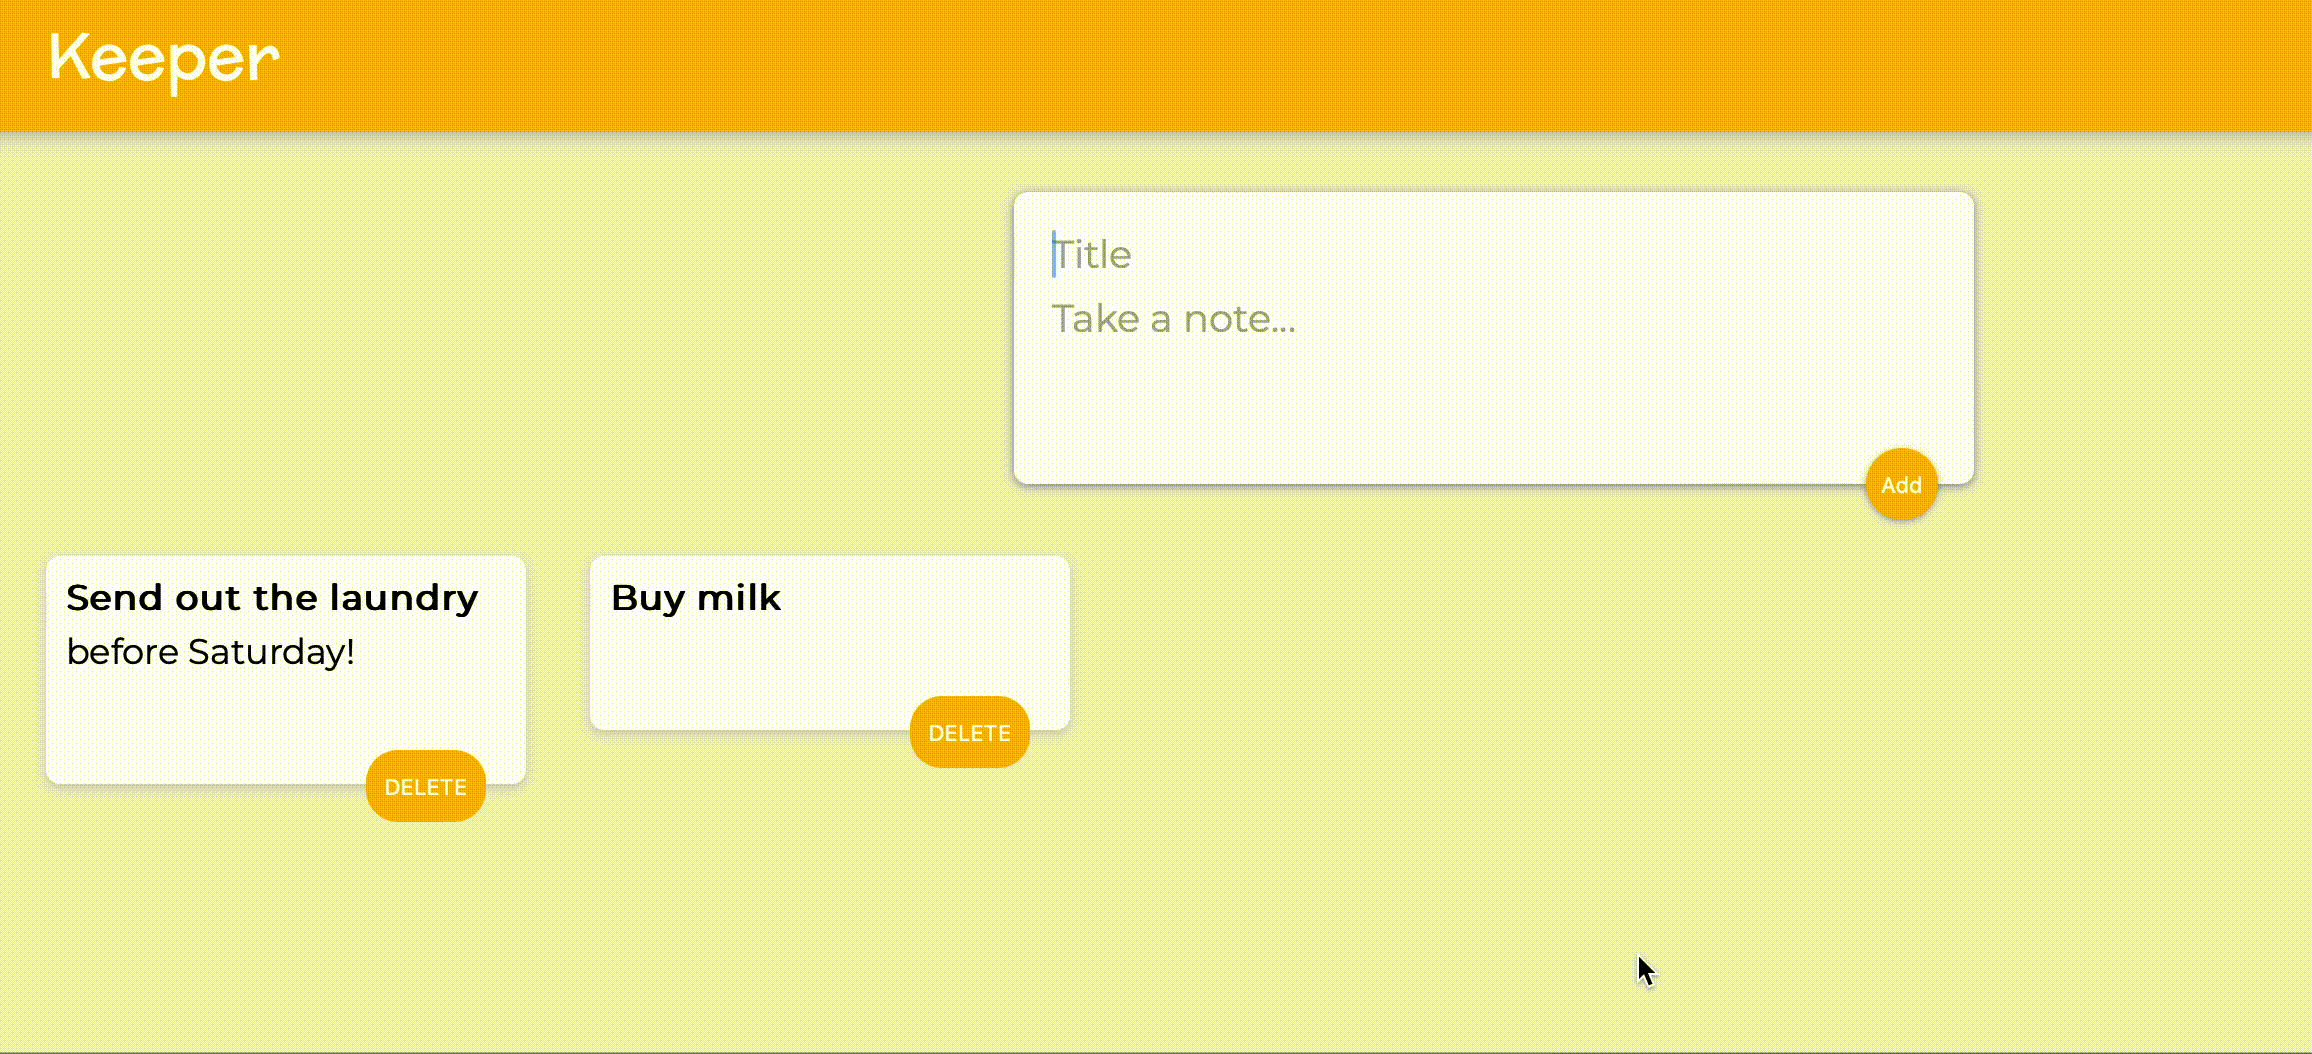 Keeper
Title
Take a note...
Add
Send out the laundry
before Saturday!
DELETE
Buy milk
DELETE